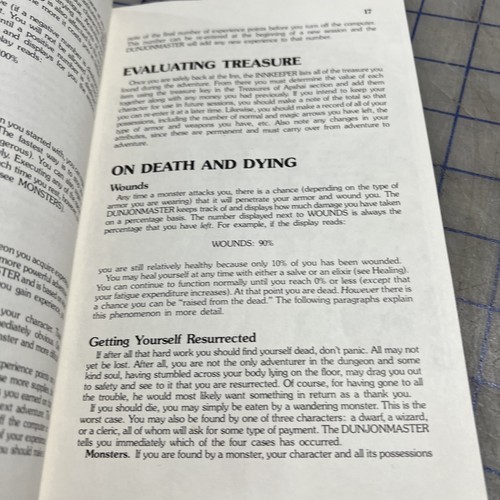 17
note of the final number of experience points before you turn off the computer.
This number can be re-entered at the beginning of a new session and the
DUNJONMASTER will add any new experience to that number.
EVALUATING TREASURE
Once you are safely back at the Inn, the INNKEEPER lists all of the treasure you
found during the adventure. From there you must determine the value of each
item using the treasure key in the Treasures of Apshai section and add them
together along with any money you had previously. If you intend to keep your
character for use in future sessions, you should make a note of the total so that
you can re-enter it at a later time. Likewise, you should make a record of all of your
possessions, including the number of normal and magic arrows you have left, the
type of armor and weapons you have, etc. Also note any changes in your
attributes, since these are permanent and must carry over from adventure to
adventure.
ON DEATH AND DYING
Wounds
Any time a monster attacks you, there is a chance (depending on the type of
armor you are wearing) that it will penetrate your armor and wound you. The
DUNJONMASTER keeps track of and displays how much damage you have taken
on a percentage basis. The number displayed next to WOUNDS is always the
percentage that you have left. For example, if the display reads:
WOUNDS: 90%
you are still relatively healthy because only 10% of you has been wounded.
You may heal yourself at any time with either a salve or an elixir (see Healing).
You can continue to function normally until you reach 0% or less (except that
your fatigue expenditure increases). At that point you are dead. However there is
a chance you can be "raised from the dead." The following paragraphs explain
this phenomenon in more detail.
Getting Yourself Resurrected
If after all that hard work you should find yourself dead, don't panic. All may not
yet be lost. After all, you are not the only adventurer in the dungeon and some
kind soul, having stumbled across your body lying on the floor, may drag you out
to safety and see to it that you are resurrected. Of course, for having gone to all
the trouble, he would most likely want something in return as a thank you.
If you should die, you may simply be eaten by a wandering monster. This is the
worst case. You may also be found by one of three characters: a dwarf, a wizard,
or a cleric, all of whom will ask for some type of payment. The DUNJONMASTER
tells you immediately which of the four cases has occurred.
Monsters. If you are found by a monster, your character and all its possessions